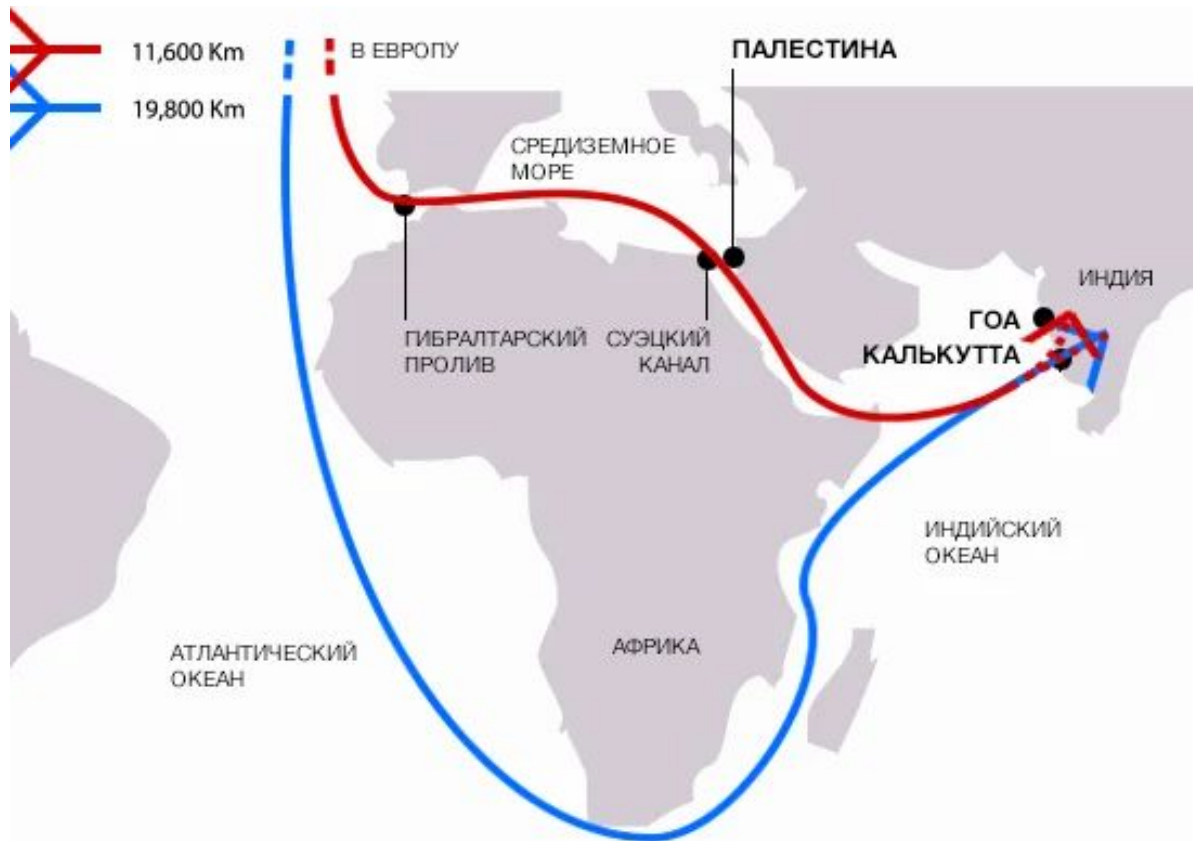 11,600 Km
19,800 Km
В ЕВРОПУ
ПАЛЕСТИНА
СРЕДИЗЕМНОЕ
МОРЕ
ИНДИЯ
ГОА
КАЛЬКУТТА
ГИБРАЛТАРСКИЙ
ПРОЛИВ
СУЭЦКИЙ
КАНАЛ
ИНДИЙСКИЙ
ОКЕАН
АФРИКА
АТЛАНТИЧЕСКИЙ
ОКЕАН